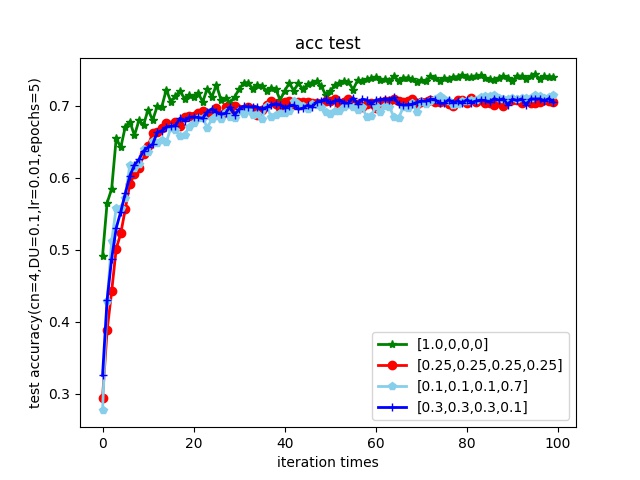 acc test
test accuracy(cn=4,DU=0.1,lr=0.01,epochs=5)
0.7
0.6
0.5
0.4
0.3
[1.0,0,0,0]
[0.25,0.25,0.25,0.25]
[0.1,0.1,0.1,0.7]
[0.3,0.3,0.3,0.1]
0 20 40 60 80 100
iteration times